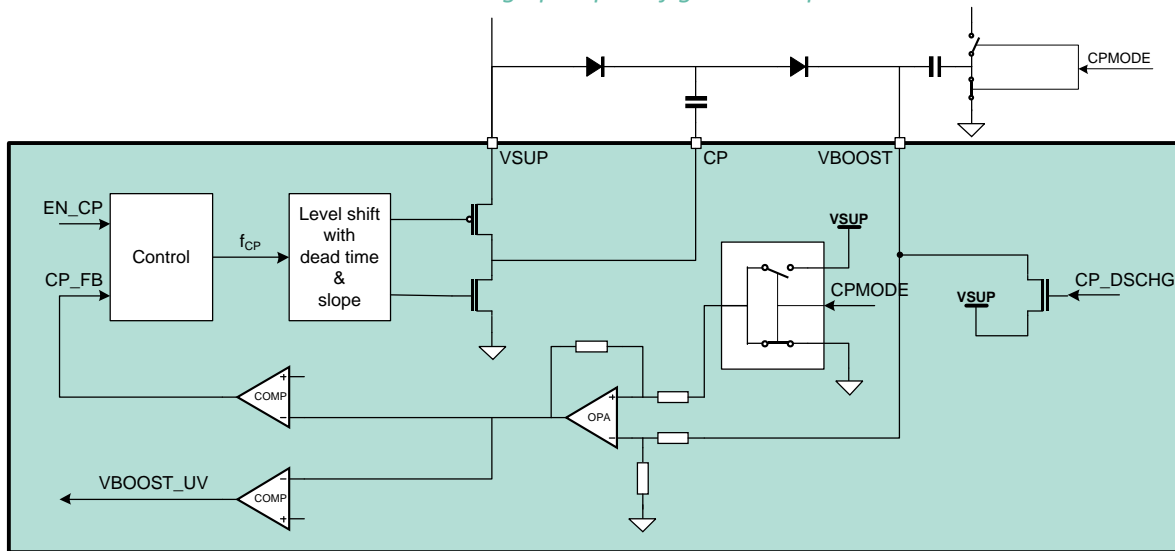 CPMODE
VSUP
CP
VBOOST
EN_CP
CP_FB
Control
fCP
Level shift
with
dead time
&
slope
VSUP
CPMODE
VSUP
CP_DSCHG
+
COMP
−
+
OPA
−
VBOOST_UV
−
COMP
+